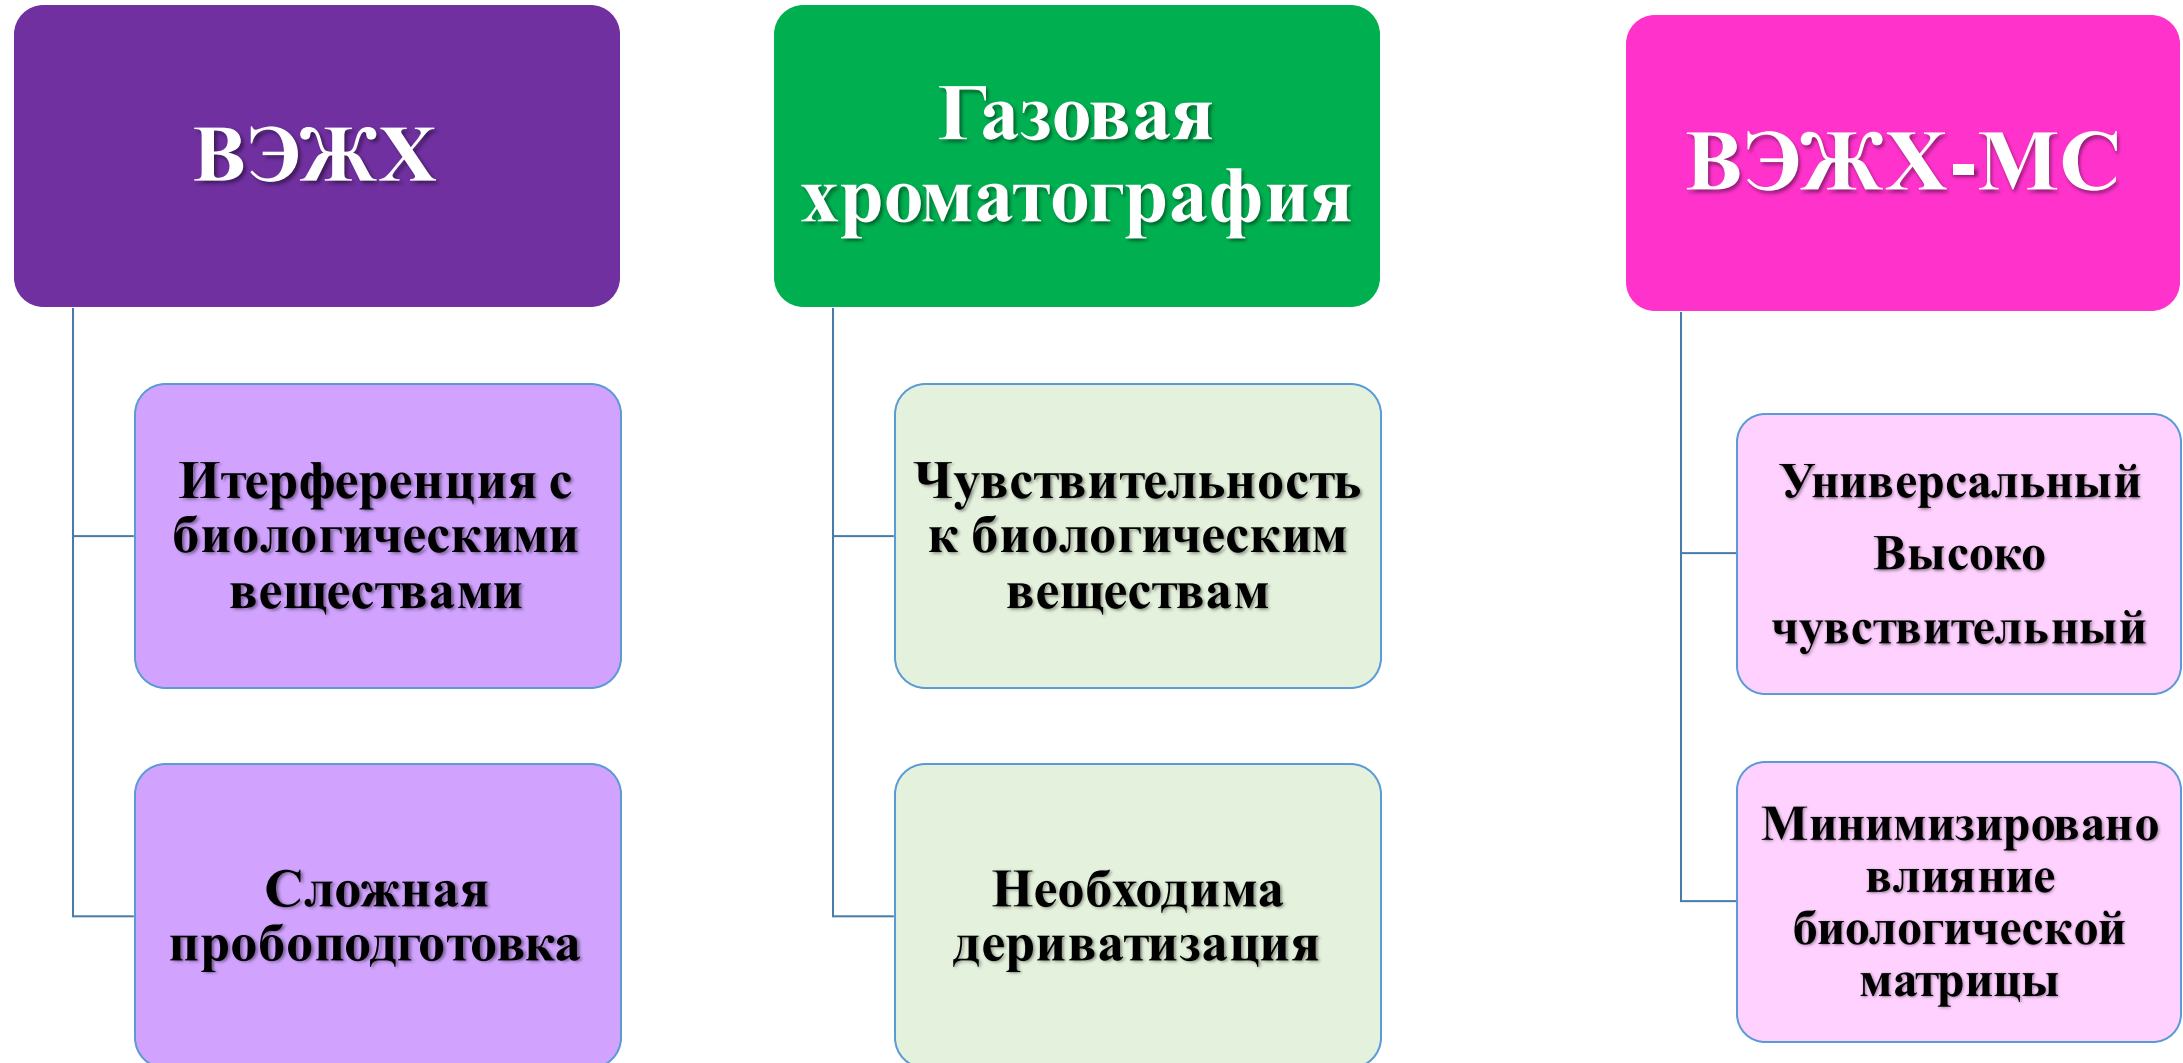 ВЭЖХ
Итерференция с
биологическими
веществами
Сложная
пробоподготовка
Газовая
хроматография
Чувствительность
к биологическим
веществам
Необходима
дериватизация
ВЭЖХ-МС
Универсальный
Высоко
чувствительный
Минимизировано
влияние
биологической
матрицы